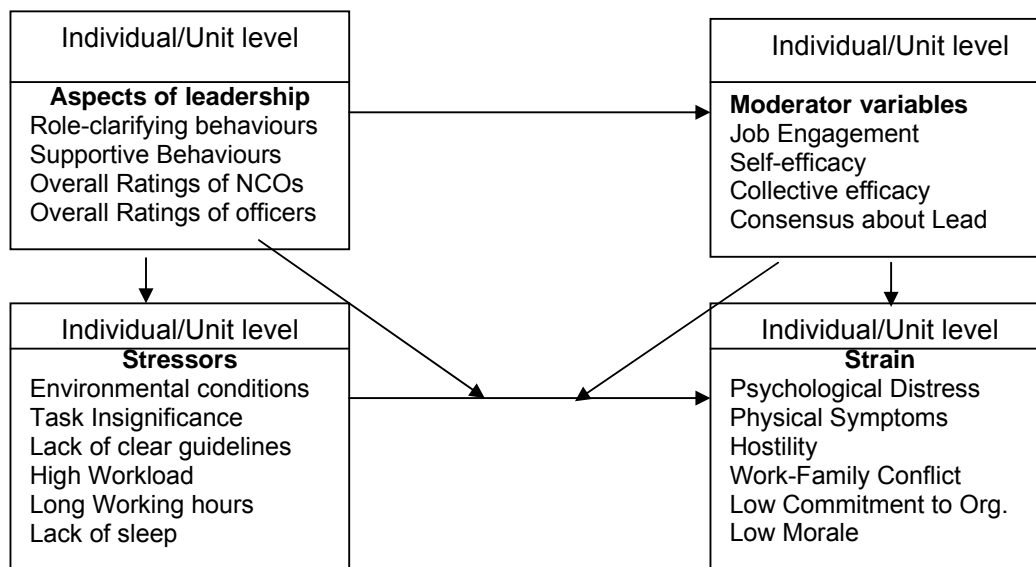 Individual/Unit level
Aspects of leadership
Role-clarifying behaviours
Supportive Behaviours
Overall Ratings of NCOs
Overall Ratings of officers
Individual/Unit level
Moderator variables
Job Engagement
Self-efficacy
Collective efficacy
Consensus about Lead
Individual/Unit level
Stressors
Environmental conditions
Task Insignificance
Lack of clear guidelines
High Workload
Long Working hours
Lack of sleep
Individual/Unit level
Strain
Psychological Distress
Physical Symptoms
Hostility
Work-Family Conflict
Low Commitment to Org.
Low Morale